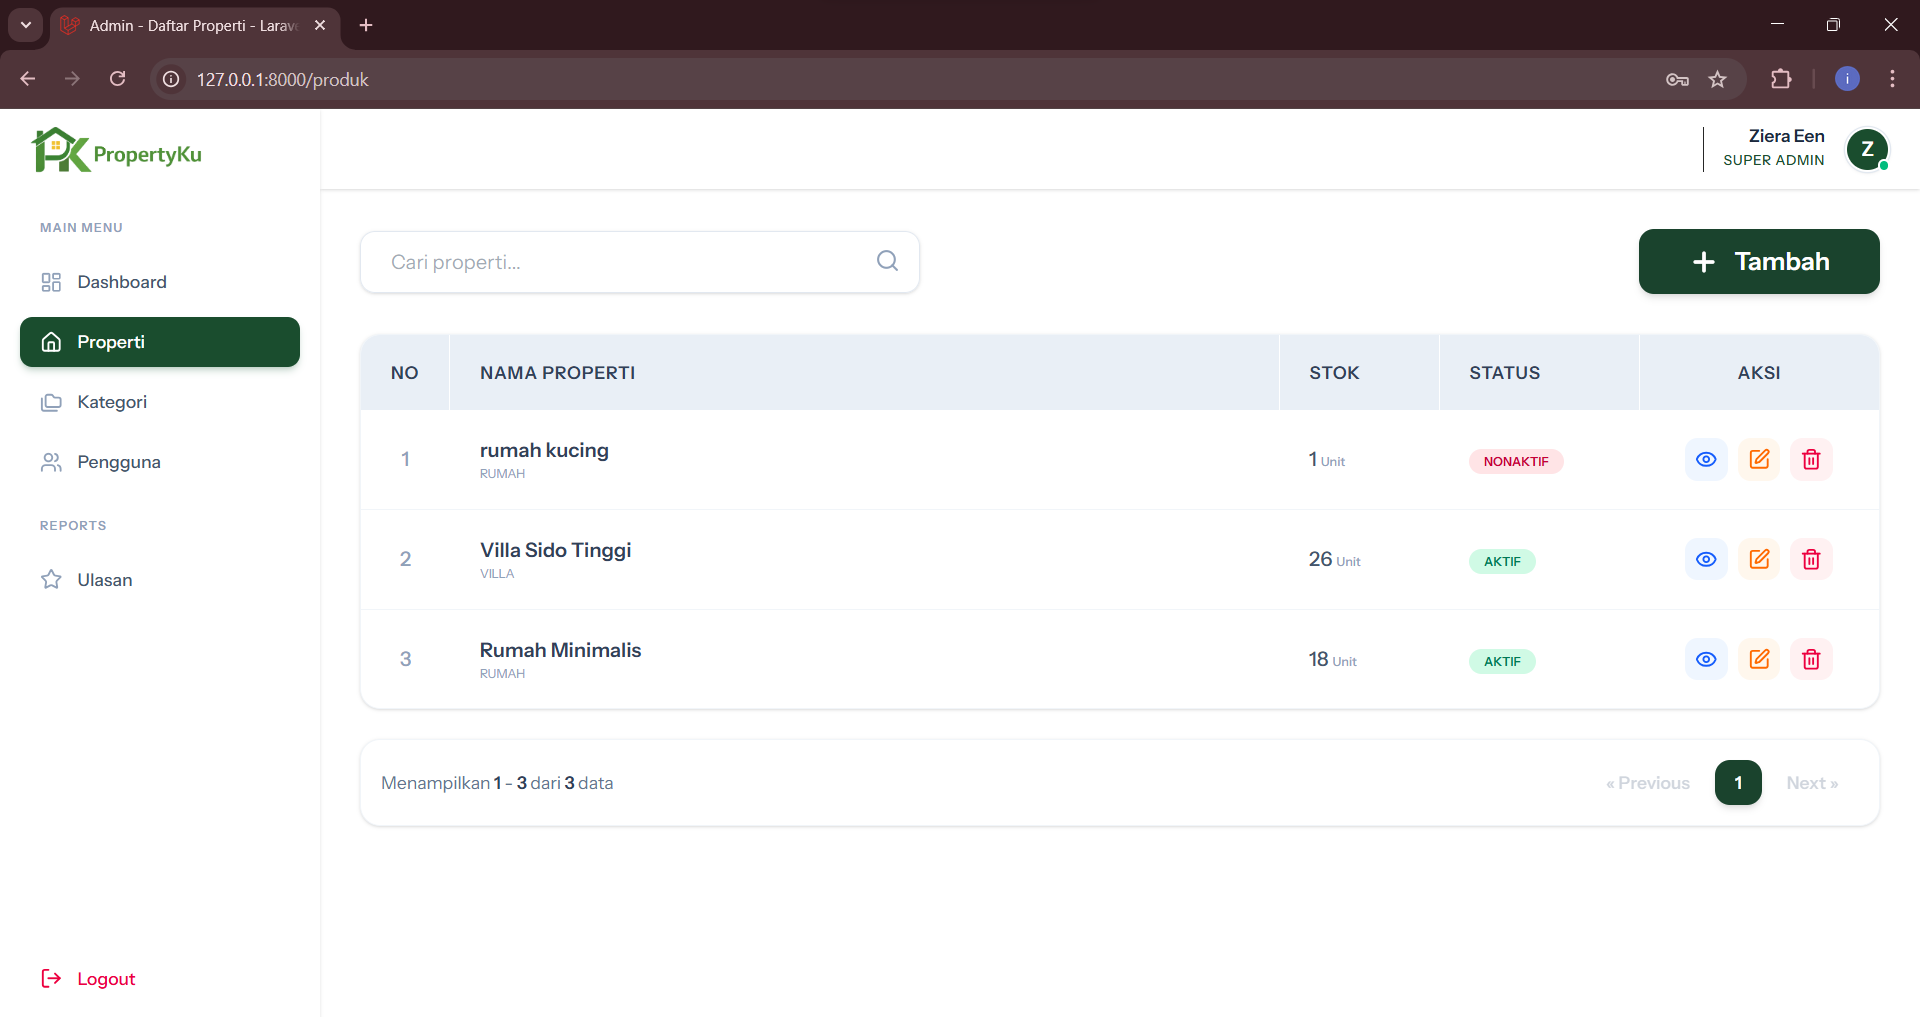 Admin - Daftar Properti - Larav
127.0.0.1:8000/produk
i
PropertyKu
Ziera Een
SUPER ADMIN
Z
MAIN MENU
Dashboard
Properti
Kategori
Pengguna
REPORTS
Ulasan
Logout
Cari properti...
+ Tambah
NO NAMA PROPERTI STOK STATUS AKSI
1 rumah kucing 1 Unit NONAKTIF
RUMAH
2 Villa Sido Tinggi 26 Unit AKTIF
VILLA
3 Rumah Minimalis 18 Unit AKTIF
RUMAH
Menampilkan 1 - 3 dari 3 data
« Previous 1 Next »